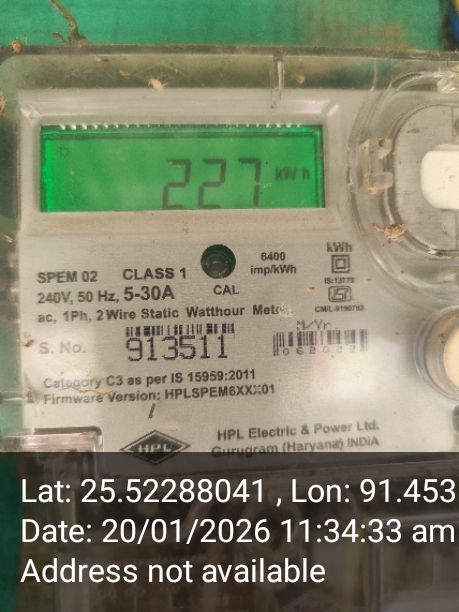 227 kWh
SPEM 02 CLASS 1
240V, 50 Hz, 5-30A
CAL
6400
imp/kWh
kWh
IS:13779
ac, 1Ph, 2 Wire Static Watthour Meter
S. No. 913511
M/Yr.
Category C3 as per IS 15959:2011
Firmware Version: HPLSPEM6XXX01
HPL
HPL Electric & Power Ltd.
Gurugram (Haryana) INDIA
Lat: 25.52288041 , Lon: 91.453
Date: 20/01/2026 11:34:33 am
Address not available